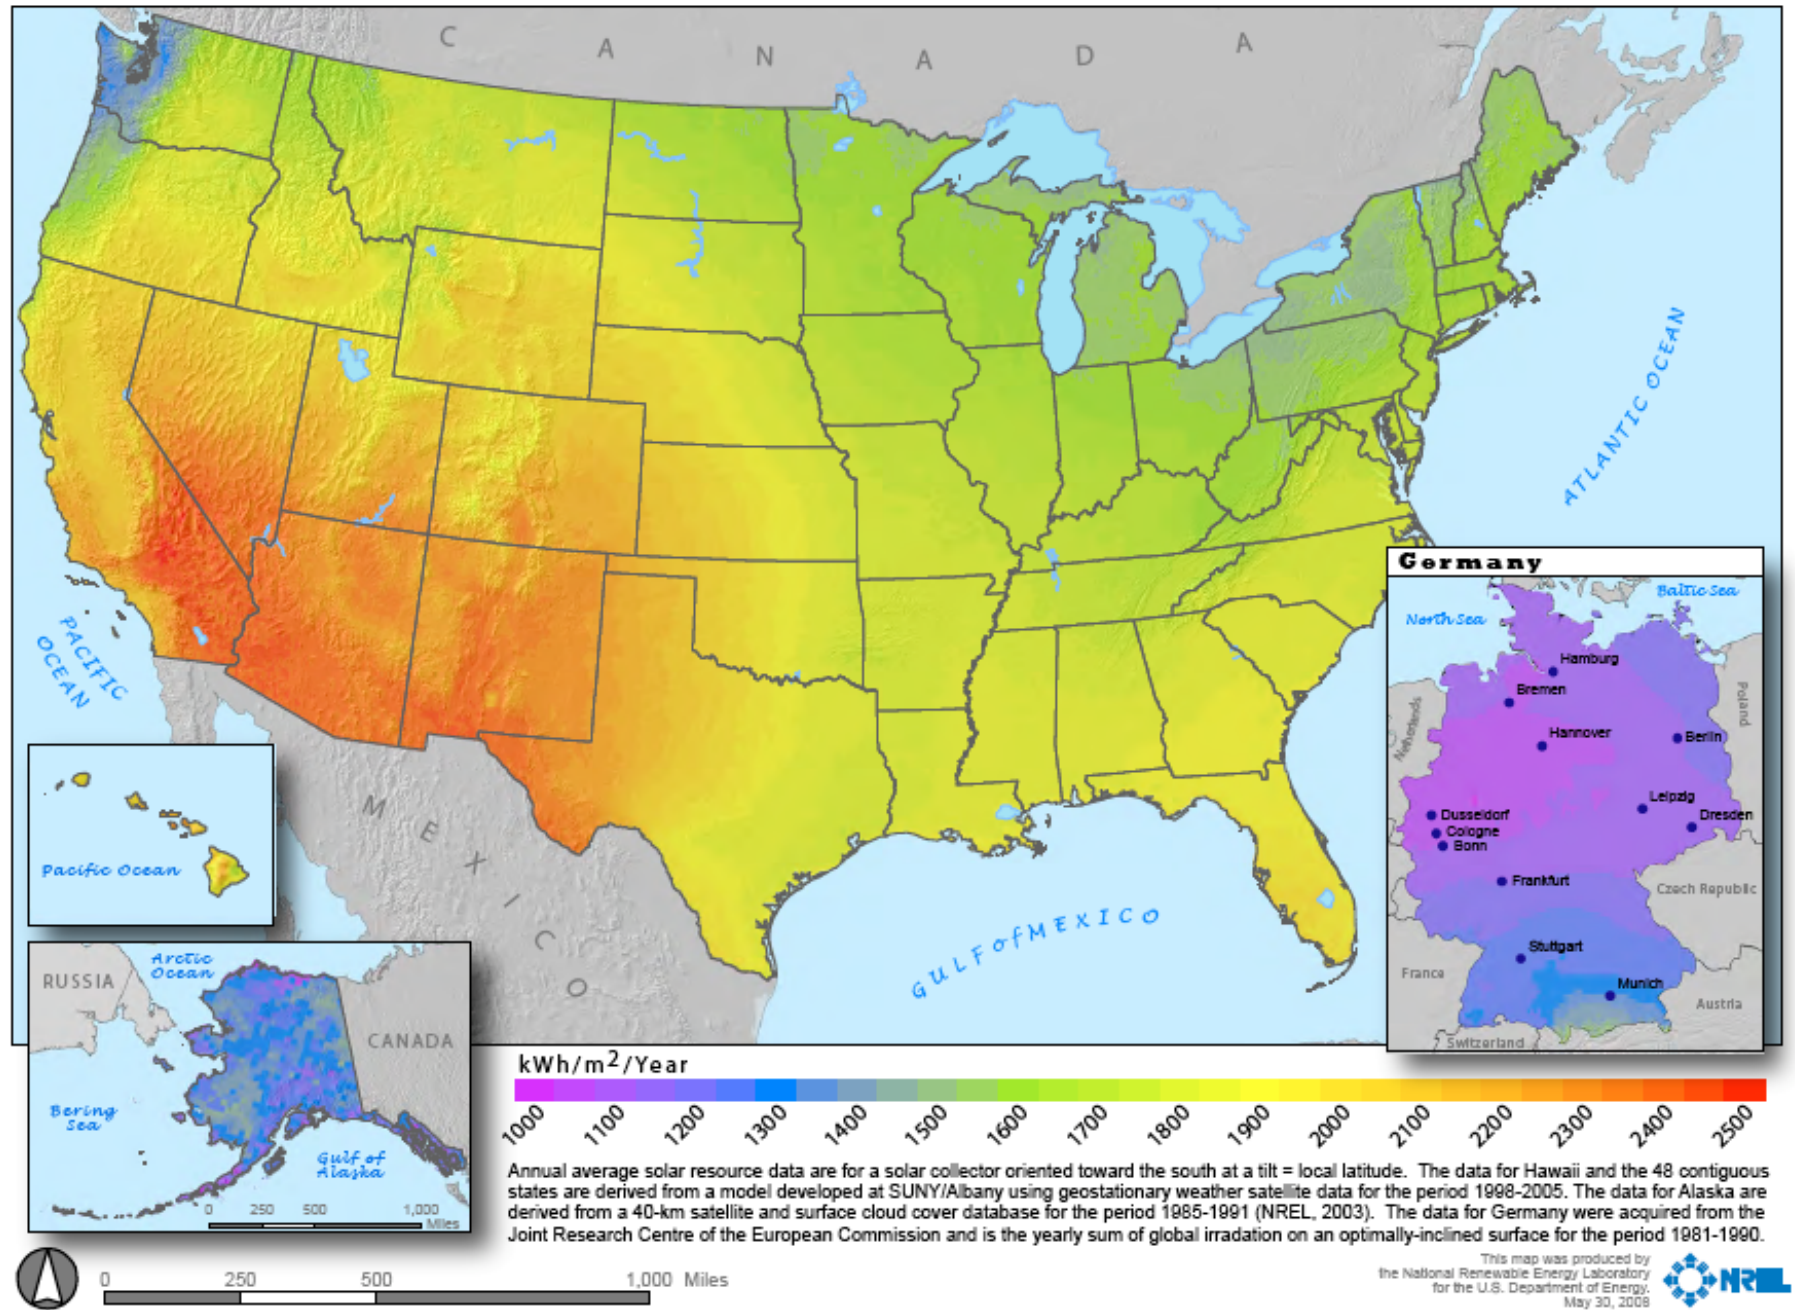 C A N A D A
ATLANTIC OCEAN
PACIFIC
OCEAN
MEXICO
GULF of MEXICO
Pacific Ocean
RUSSIA
Arctic
Ocean
CANADA
Bering
Sea
Gulf of
Alaska
0 250 500 1,000
Miles
Germany
Baltic Sea
North Sea
Hamburg
Bremen
Netherlands
Poland
Hannover
Berlin
Leipzig
Dusseldorf
Dresden
Cologne
Bonn
Frankfurt
Czech Republic
Stuttgart
France
Munich
Austria
Switzerland
kWh/m2/Year
1000 1100 1200 1300 1400 1500 1600 1700 1800 1900 2000 2100 2200 2300 2400 2500
Annual average solar resource data are for a solar collector oriented toward the south at a tilt = local latitude. The data for Hawaii and the 48 contiguous
states are derived from a model developed at SUNY/Albany using geostationary weather satellite data for the period 1998-2005. The data for Alaska are
derived from a 40-km satellite and surface cloud cover database for the period 1985-1991 (NREL, 2003). The data for Germany were acquired from the
Joint Research Centre of the European Commission and is the yearly sum of global irradation on an optimally-inclined surface for the period 1981-1990.
0 250 500 1,000 Miles
This map was produced by
the National Renewable Energy Laboratory
for the U.S. Department of Energy.
May 30, 2008
NREL